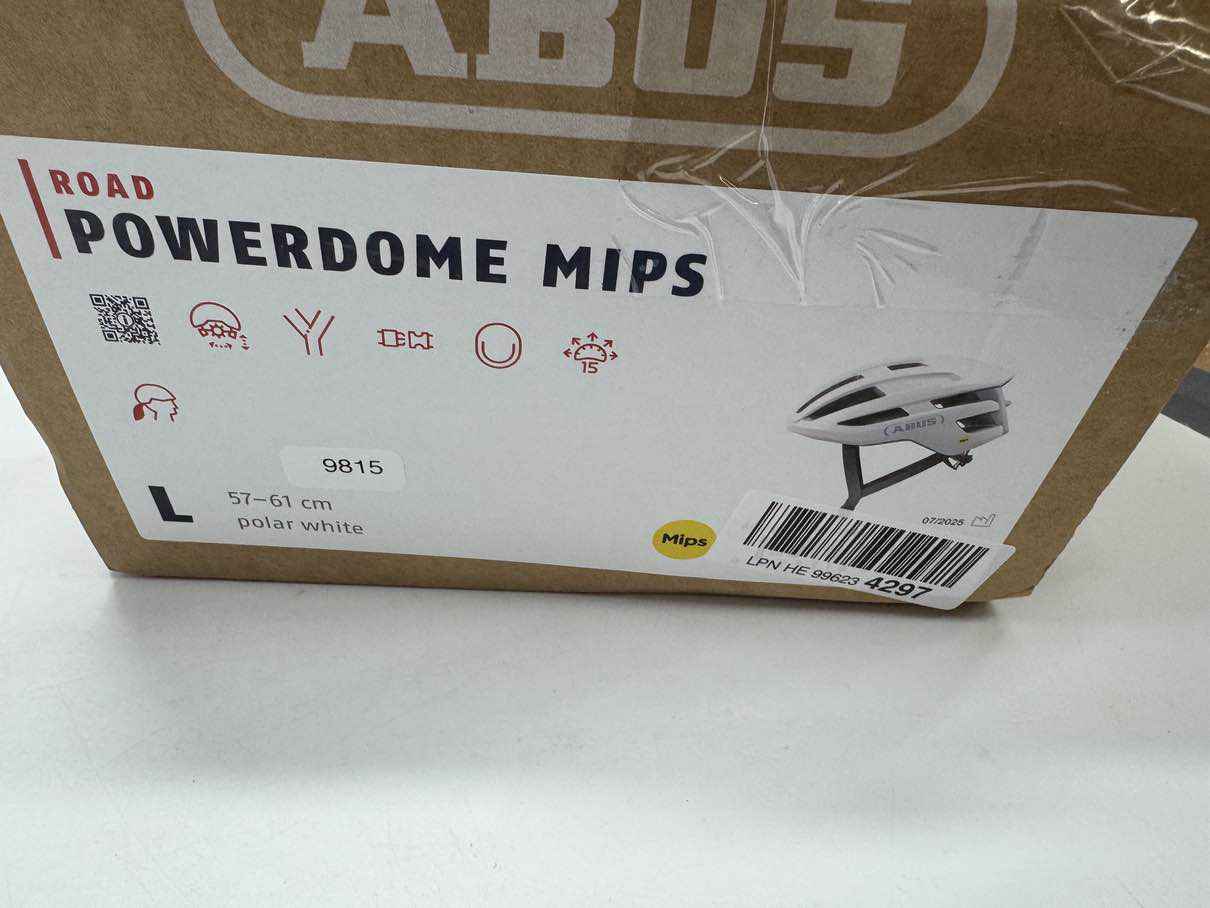 ABUS
ROAD
POWERDOME MIPS
15
9815
L
57–61 cm
polar white
ABUS
07/2025
Mips
LPN HE 99623 4297